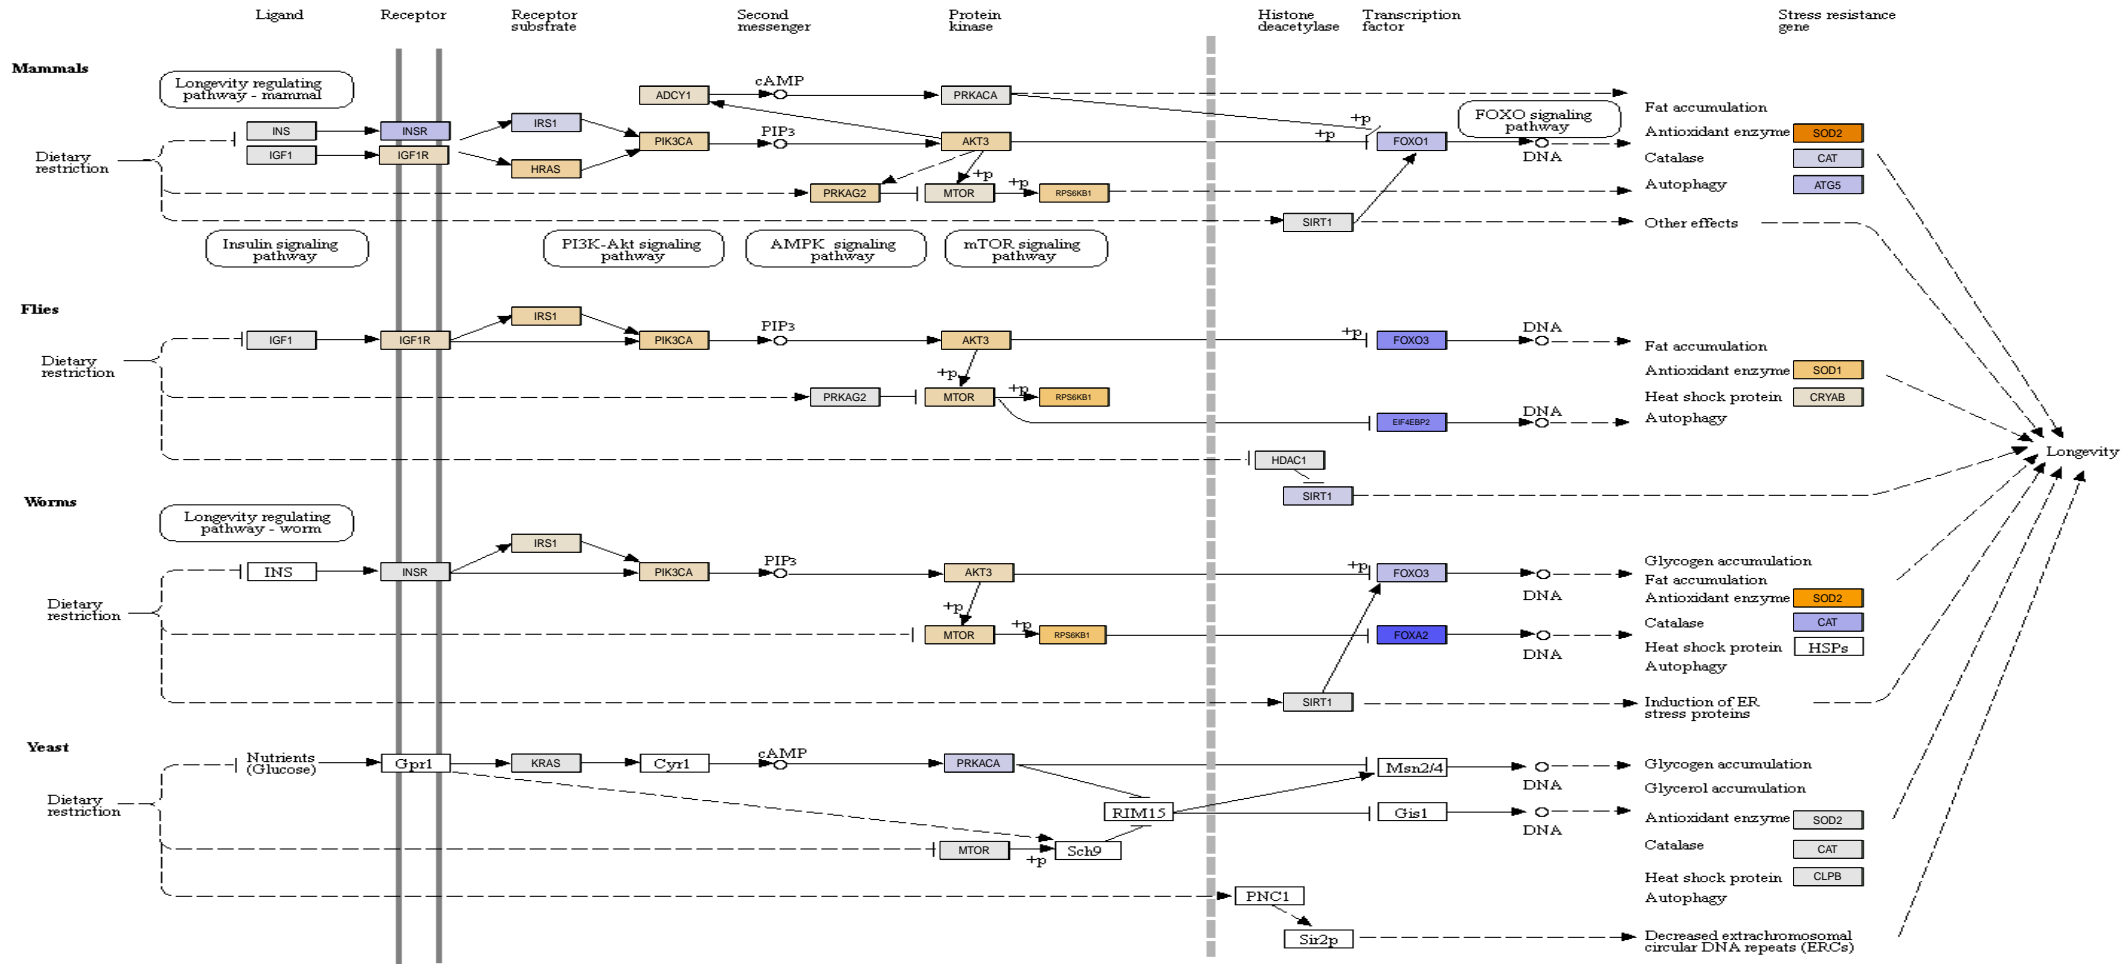 Ligand
Receptor
Receptor
substrate
Second
messenger
Protein
kinase
Histone
deacetylase
Transcription
factor
Stress resistance
gene
Mammals
Longevity regulating
pathway - mammal
ADCY1
cAMP
PRKACA
Fat accumulation
INS
INSR
IRS1
PIP3
+p
+p
FOXO signaling
pathway
Antioxidant enzyme
SOD2
Dietary
restriction
IGF1
IGF1R
PIK3CA
AKT3
FOXO1
DNA
Catalase
CAT
HRAS
+p
+p
Autophagy
ATG5
PRKAG2
MTOR
RPS6KB1
SIRT1
Other effects
Insulin signaling
pathway
PI3K-Akt signaling
pathway
AMPK signaling
pathway
mTOR signaling
pathway
Flies
IRS1
PIP3
+p
DNA
IGF1
IGF1R
PIK3CA
AKT3
FOXO3
Fat accumulation
Dietary
restriction
+p
+p
Antioxidant enzyme
SOD1
PRKAG2
MTOR
RPS6KB1
Heat shock protein
CRYAB
DNA
EIF4EBP2
Autophagy
HDAC1
Longevity
SIRT1
Worms
Longevity regulating
pathway - worm
IRS1
PIP3
+p
Glycogen accumulation
INS
INSR
PIK3CA
AKT3
FOXO3
Fat accumulation
DNA
Antioxidant enzyme
SOD2
Dietary
restriction
+p
+p
Catalase
CAT
MTOR
RPS6KB1
FOXA2
DNA
Heat shock protein
HSPs
Autophagy
SIRT1
Induction of ER
stress proteins
Yeast
Nutrients
(Glucose)
Gpr1
KRAS
Cyr1
cAMP
PRKACA
Msn2/4
DNA
Glycogen accumulation
Glycerol accumulation
Dietary
restriction
RIM15
Gis1
DNA
Antioxidant enzyme
SOD2
MTOR
+p
Sch9
Catalase
CAT
Heat shock protein
CLPB
PNC1
Autophagy
Sir2p
Decreased extrachromosomal
circular DNA repeats (ERCs)